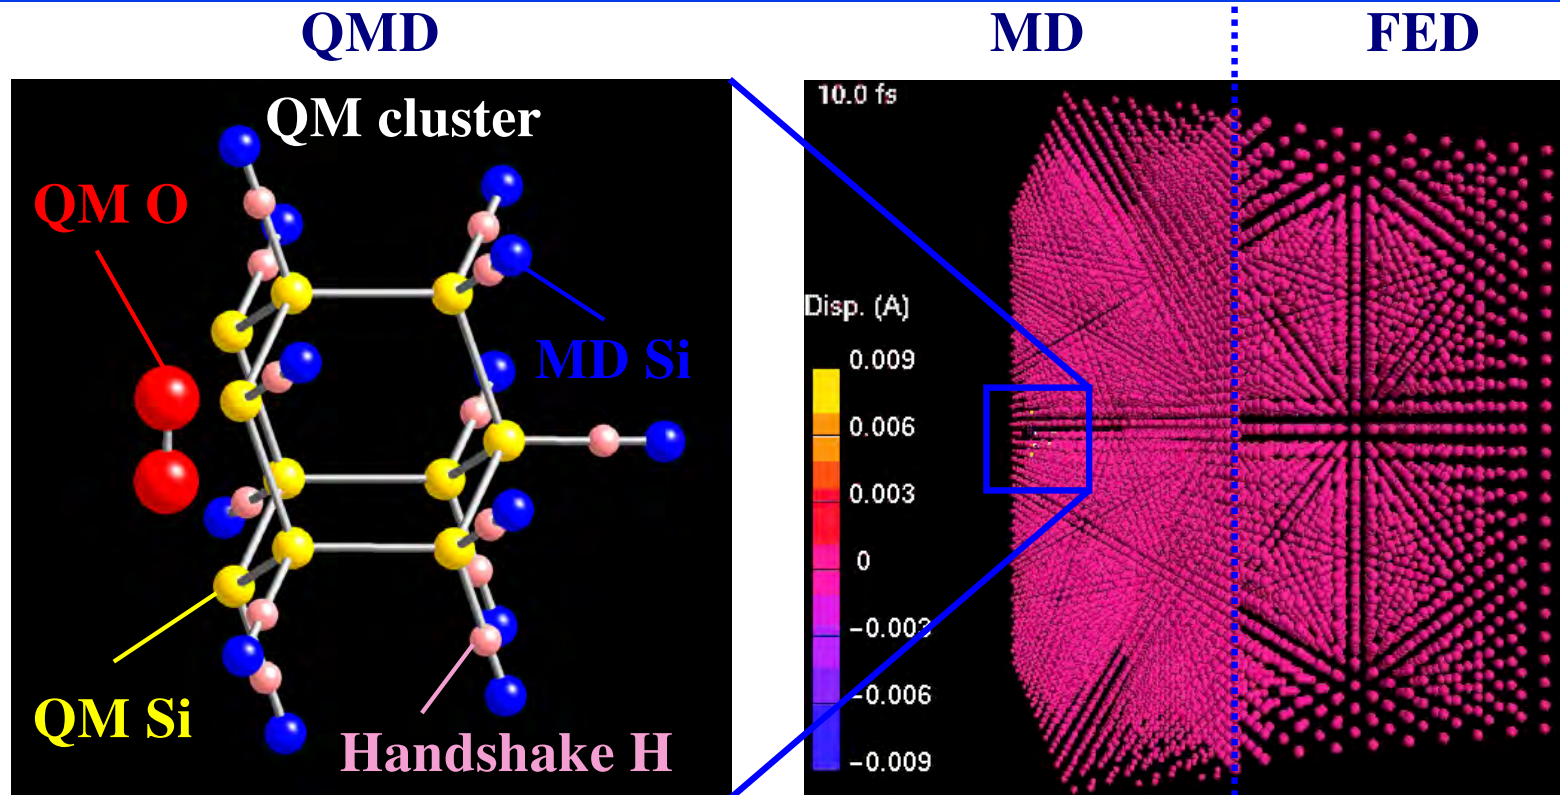 QMD
MD
FED
QM cluster
QM O
MD Si
QM Si
Handshake H
10.0 fs
Disp. (A)
0.009
0.006
0.003
0
−0.003
−0.006
−0.009